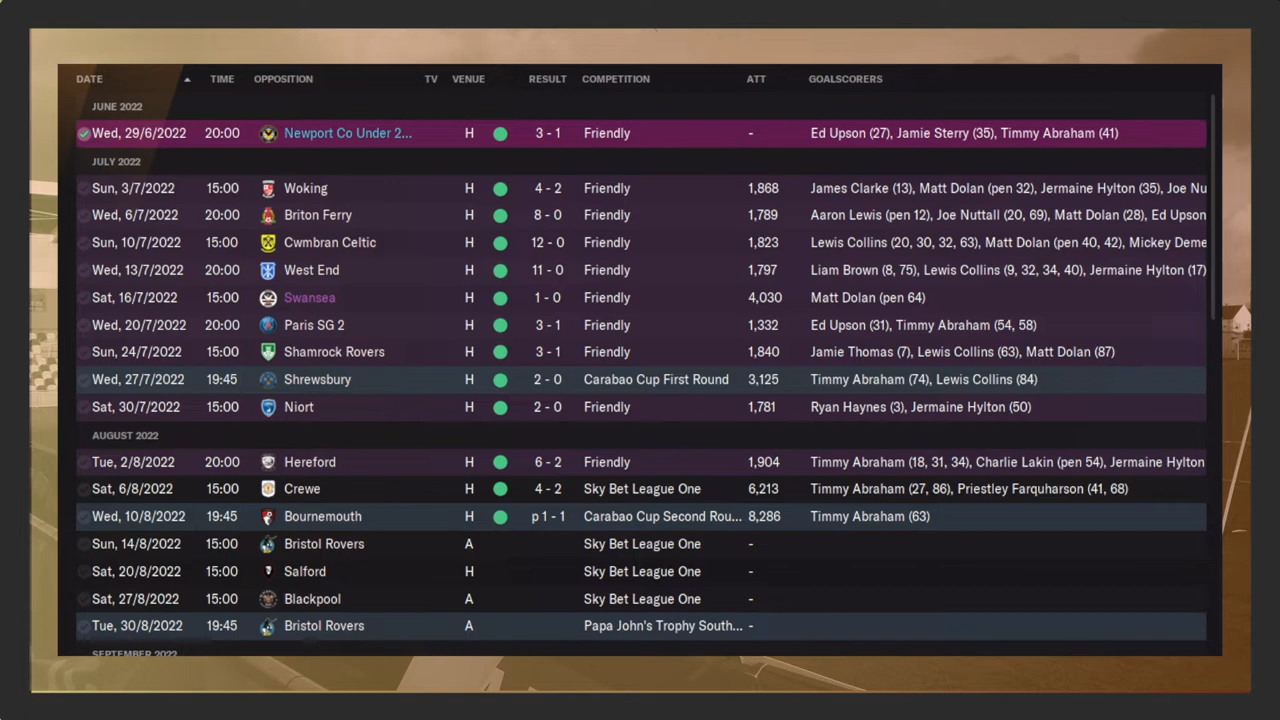 DATE TIME OPPOSITION TV VENUE RESULT COMPETITION ATT GOALSCORERS
JUNE 2022
Wed, 29/6/2022 20:00 Newport Co Under 2... H 3 - 1 Friendly - Ed Upson (27), Jamie Sterry (35), Timmy Abraham (41)
JULY 2022
Sun, 3/7/2022 15:00 Woking H 4 - 2 Friendly 1,868 James Clarke (13), Matt Dolan (pen 32), Jermaine Hylton (35), Joe Nu
Wed, 6/7/2022 20:00 Briton Ferry H 8 - 0 Friendly 1,789 Aaron Lewis (pen 12), Joe Nuttall (20, 69), Matt Dolan (28), Ed Upson
Sun, 10/7/2022 15:00 Cwmbran Celtic H 12 - 0 Friendly 1,823 Lewis Collins (20, 30, 32, 63), Matt Dolan (pen 40, 42), Mickey Deme
Wed, 13/7/2022 20:00 West End H 11 - 0 Friendly 1,797 Liam Brown (8, 75), Lewis Collins (9, 32, 34, 40), Jermaine Hylton (17)
Sat, 16/7/2022 15:00 Swansea H 1 - 0 Friendly 4,030 Matt Dolan (pen 64)
Wed, 20/7/2022 20:00 Paris SG 2 H 3 - 1 Friendly 1,332 Ed Upson (31), Timmy Abraham (54, 58)
Sun, 24/7/2022 15:00 Shamrock Rovers H 3 - 1 Friendly 1,840 Jamie Thomas (7), Lewis Collins (63), Matt Dolan (87)
Wed, 27/7/2022 19:45 Shrewsbury H 2 - 0 Carabao Cup First Round 3,125 Timmy Abraham (74), Lewis Collins (84)
Sat, 30/7/2022 15:00 Niort H 2 - 0 Friendly 1,781 Ryan Haynes (3), Jermaine Hylton (50)
AUGUST 2022
Tue, 2/8/2022 20:00 Hereford H 6 - 2 Friendly 1,904 Timmy Abraham (18, 31, 34), Charlie Lakin (pen 54), Jermaine Hylton
Sat, 6/8/2022 15:00 Crewe H 4 - 2 Sky Bet League One 6,213 Timmy Abraham (27, 86), Priestley Farquharson (41, 68)
Wed, 10/8/2022 19:45 Bournemouth H p 1 - 1 Carabao Cup Second Rou... 8,286 Timmy Abraham (63)
Sun, 14/8/2022 15:00 Bristol Rovers A Sky Bet League One -
Sat, 20/8/2022 15:00 Salford H Sky Bet League One -
Sat, 27/8/2022 15:00 Blackpool A Sky Bet League One -
Tue, 30/8/2022 19:45 Bristol Rovers A Papa John's Trophy South... -
SEPTEMBER 2022